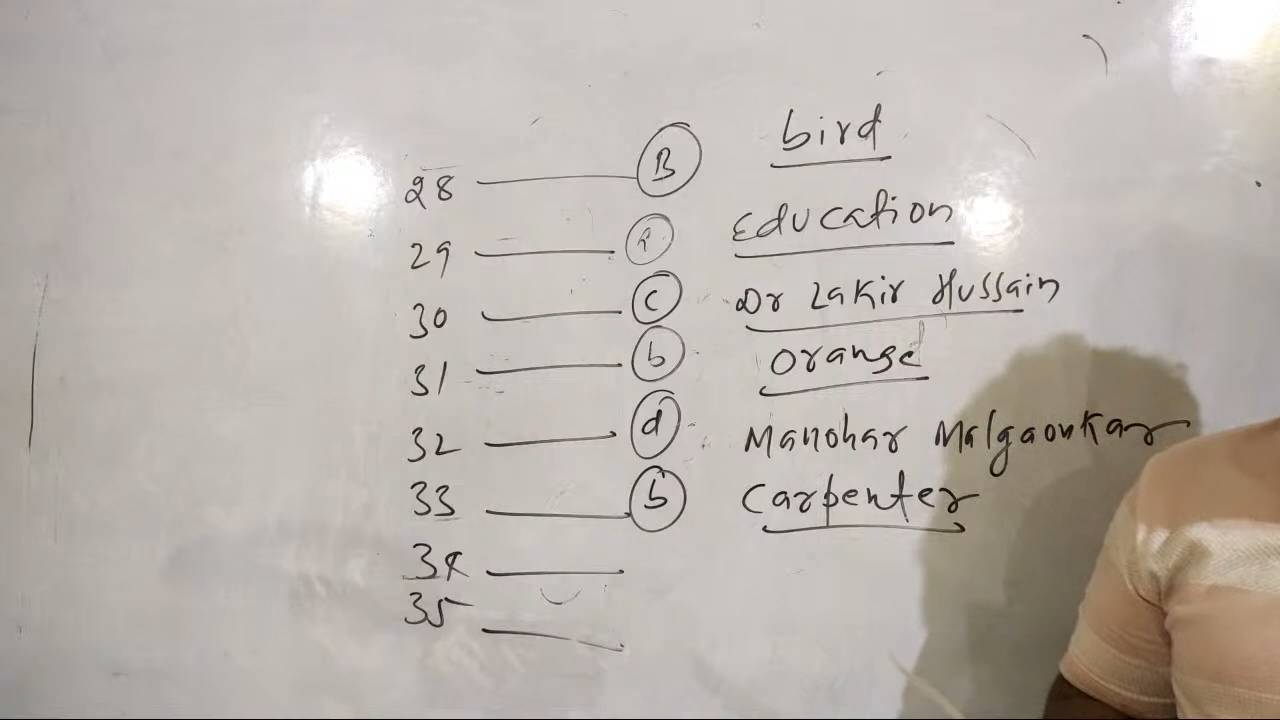 28 B bird
29 a Education
30 C Dr Zakir Hussain
31 b Orange
32 d Manohar Malgaonkar
33 b Carpenter
34
35